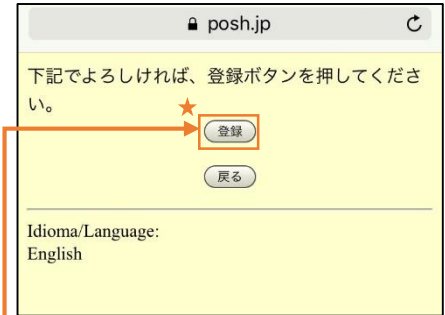 posh.jp
下記でよろしければ、登録ボタンを押してくださ
い。
登録
戻る
Idioma/Language:
English